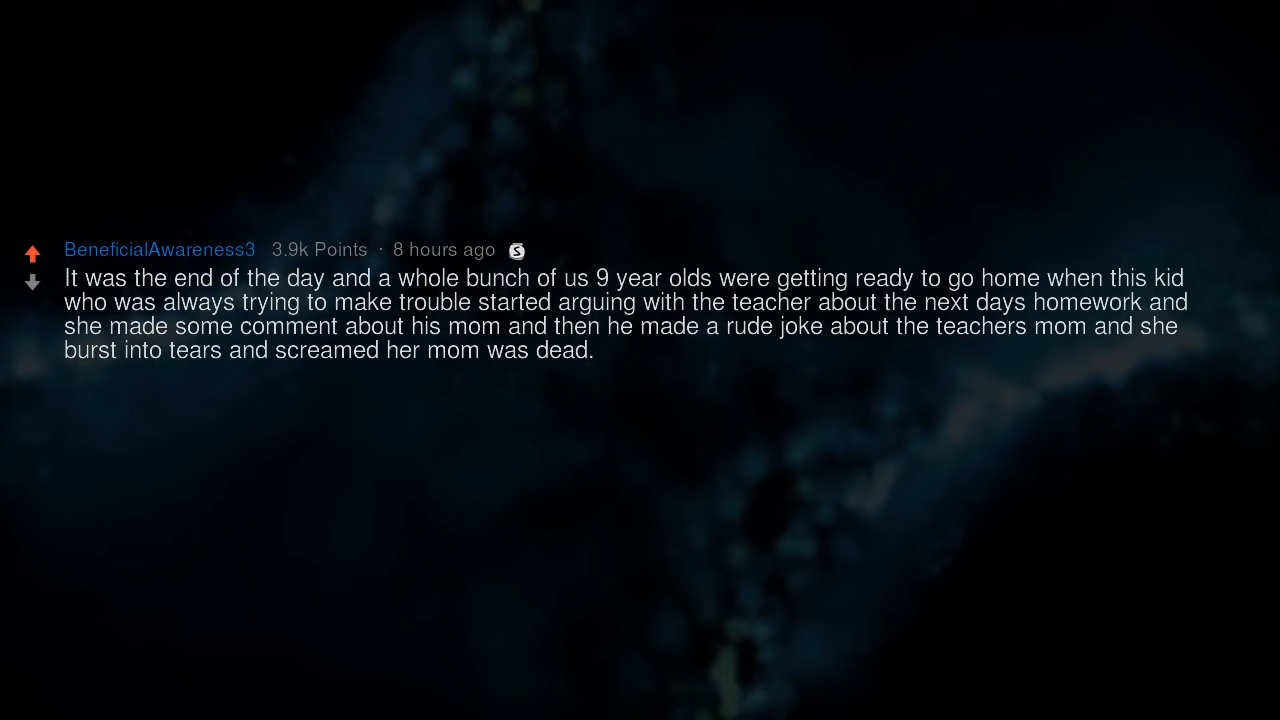 BeneficialAwareness3 3.9k Points · 8 hours ago S
It was the end of the day and a whole bunch of us 9 year olds were getting ready to go home when this kid
who was always trying to make trouble started arguing with the teacher about the next days homework and
she made some comment about his mom and then he made a rude joke about the teachers mom and she
burst into tears and screamed her mom was dead.